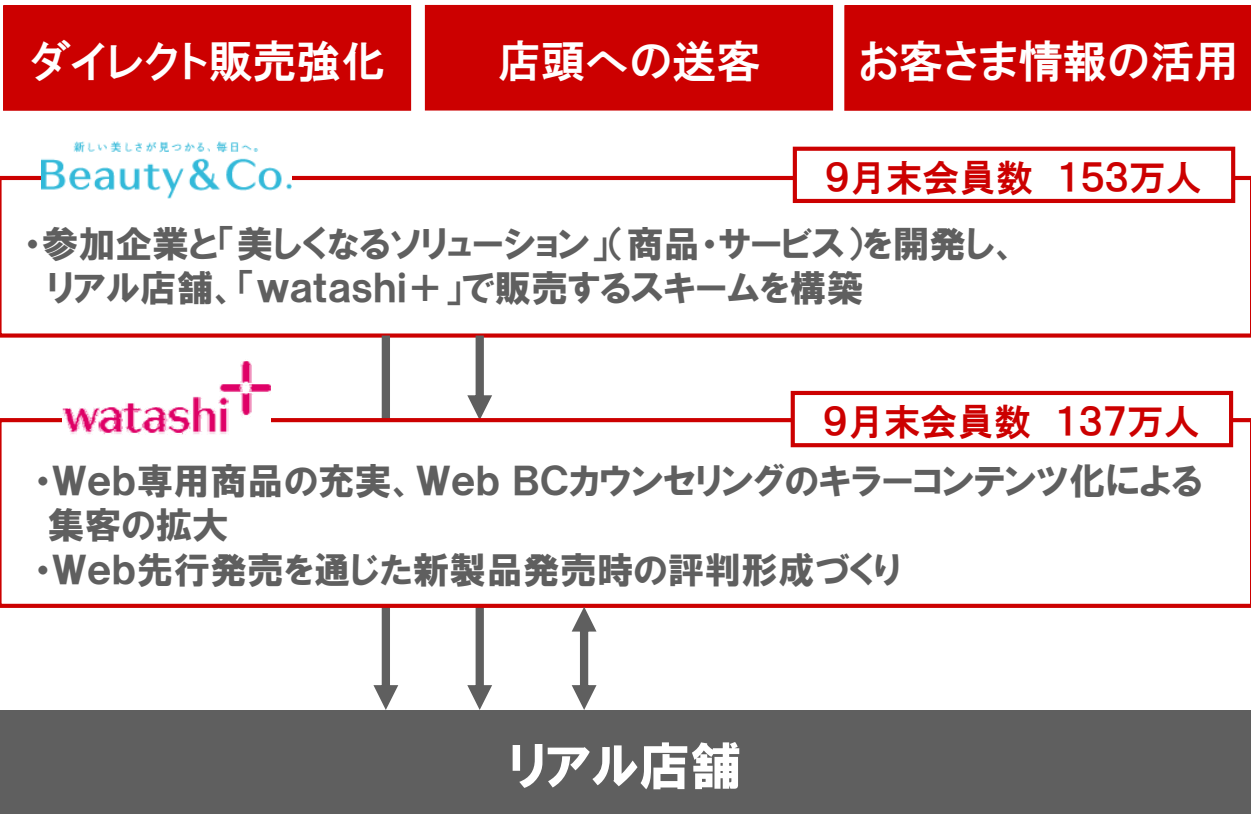 ダイレクト販売強化
店頭への送客
お客さま情報の活用
新しい美しさが見つかる、毎日へ。
Beauty&Co.
9月末会員数 153万人
・参加企業と「美しくなるソリューション」(商品・サービス)を開発し、
リアル店舗、「watashi+」で販売するスキームを構築
watashi+
9月末会員数 137万人
・Web専用商品の充実、Web BCカウンセリングのキラーコンテンツ化による
集客の拡大
・Web先行発売を通じた新製品発売時の評判形成づくり
リアル店舗